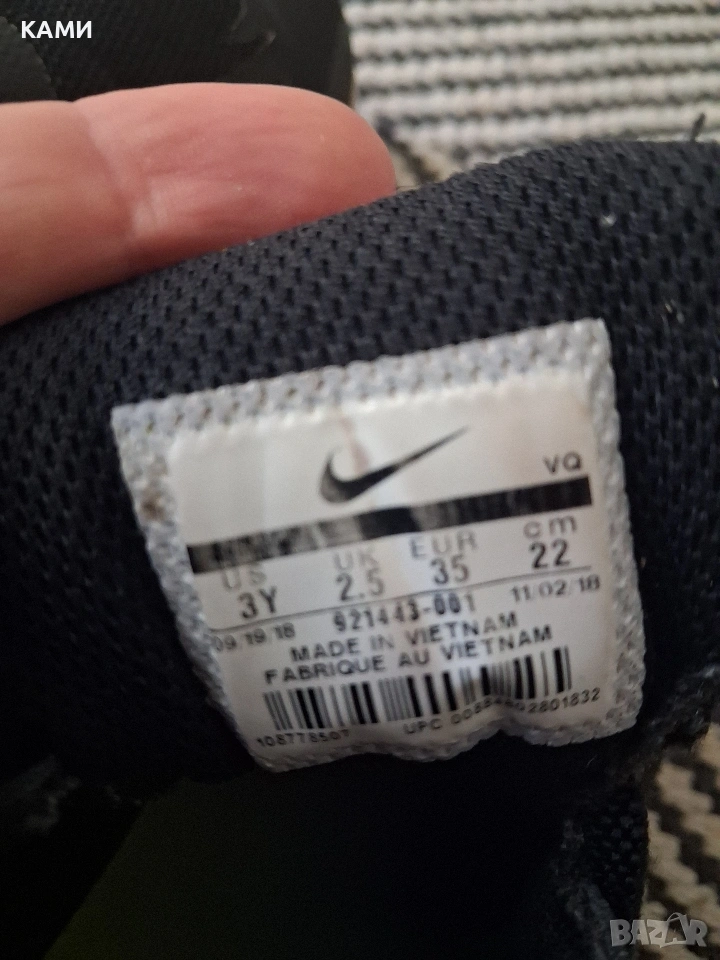 КАМИ
VQ
US UK EUR cm
3Y 2.5 35 22
09/19/18 921443-001 11/02/18
MADE IN VIETNAM
FABRIQUE AU VIETNAM
UPC
BAZAR